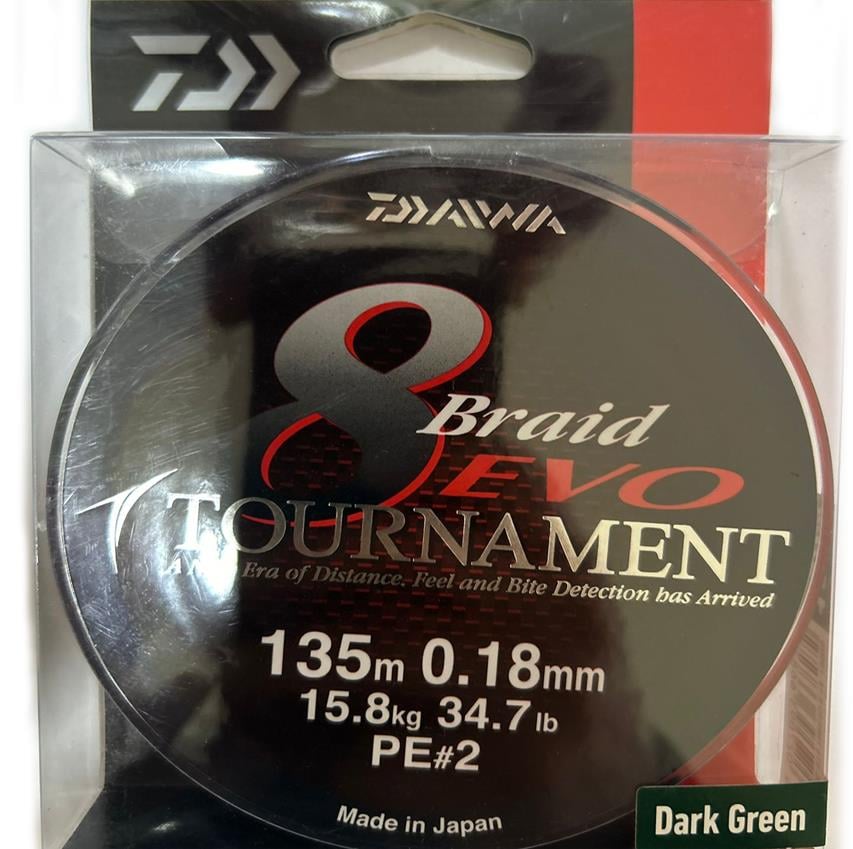 DAIWA
8 Braid
EVO
TOURNAMENT
Era of Distance. Feel and Bite Detection has Arrived
135m 0.18mm
15.8kg 34.7lb
PE#2
Made in Japan
Dark Green